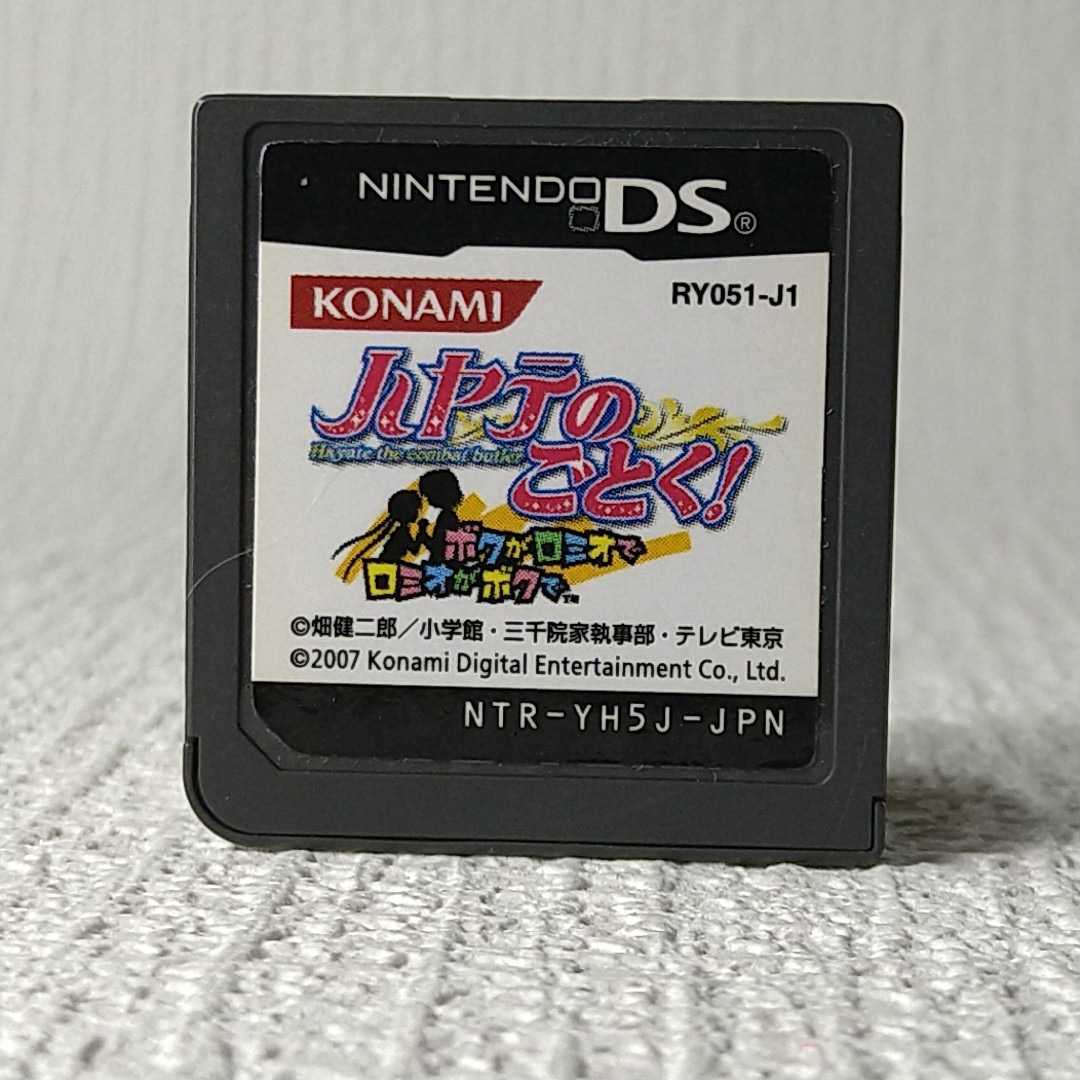 NINTENDO DS®
KONAMI
RY051-J1
ハヤテの
Hayate the combat butler
ごとく!
ボクがロミオで
ロミオがボクで™
©畑健二郎/小学館・三千院家執事部・テレビ東京
©2007 Konami Digital Entertainment Co., Ltd.
NTR-YH5J-JPN